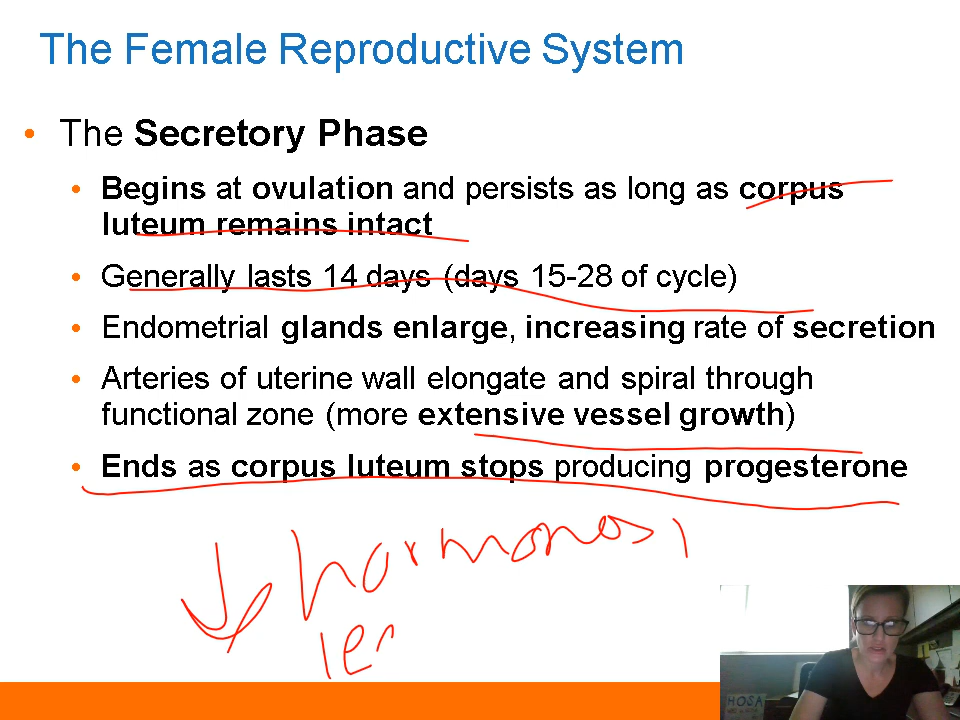 The Female Reproductive System
• The Secretory Phase
• Begins at ovulation and persists as long as corpus
luteum remains intact
• Generally lasts 14 days (days 15-28 of cycle)
• Endometrial glands enlarge, increasing rate of secretion
• Arteries of uterine wall elongate and spiral through
functional zone (more extensive vessel growth)
• Ends as corpus luteum stops producing progesterone
↓ hormones
HOSA